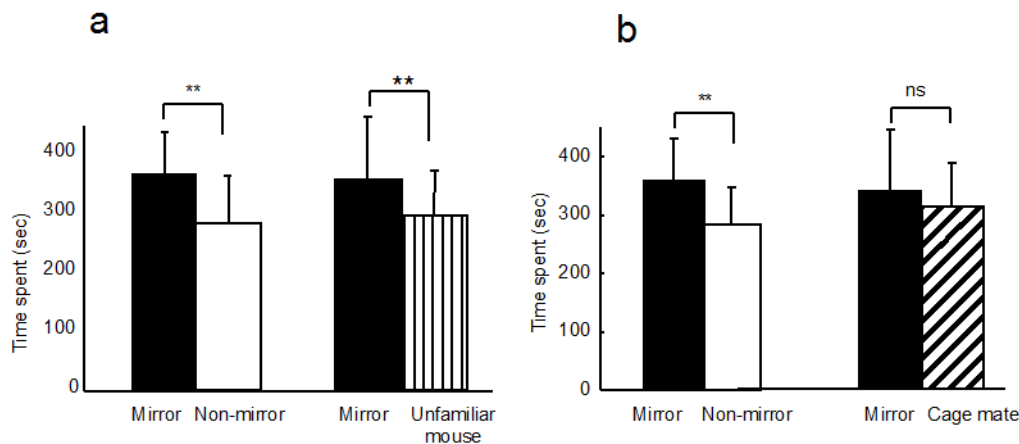 a
**
**
400
300
200
100
0
Time spent (sec)
Mirror Non-mirror
Mirror Unfamiliar
mouse
b
**
ns
400
300
200
100
0
Time spent (sec)
Mirror Non-mirror
Mirror Cage mate